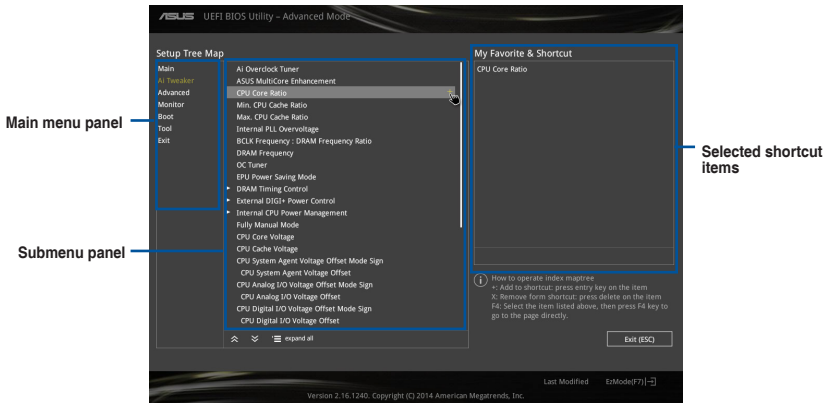 ASUS UEFI BIOS Utility – Advanced Mode
Setup Tree Map
Main
Ai Tweaker
Advanced
Monitor
Boot
Tool
Exit
Ai Overclock Tuner
ASUS MultiCore Enhancement
CPU Core Ratio
Min. CPU Cache Ratio
Max. CPU Cache Ratio
Internal PLL Overvoltage
BCLK Frequency : DRAM Frequency Ratio
DRAM Frequency
OC Tuner
EPU Power Saving Mode
DRAM Timing Control
External DIGI+ Power Control
Internal CPU Power Management
Fully Manual Mode
CPU Core Voltage
CPU Cache Voltage
CPU System Agent Voltage Offset Mode Sign
CPU System Agent Voltage Offset
CPU Analog I/O Voltage Offset Mode Sign
CPU Analog I/O Voltage Offset
CPU Digital I/O Voltage Offset Mode Sign
CPU Digital I/O Voltage Offset
expand all
My Favorite & Shortcut
CPU Core Ratio
How to operate index maptree
+: Add to shortcut: press entry key on the item
X: Remove form shortcut: press delete on the item
F4: Select the item listed above, then press F4 key to
go to the page directly.
Exit (ESC)
Last Modified EzMode(F7)
Version 2.16.1240. Copyright (C) 2014 American Megatrends, Inc.
Main menu panel
Submenu panel
Selected shortcut
items